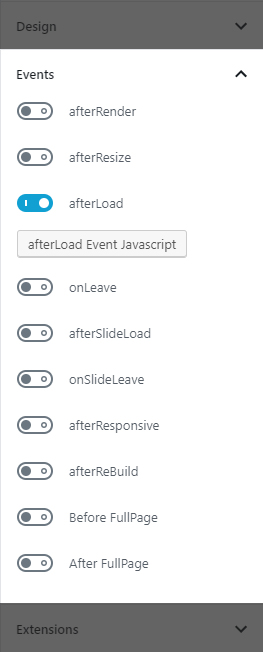 Design
Events
afterRender
afterResize
afterLoad
afterLoad Event Javascript
onLeave
afterSlideLoad
onSlideLeave
afterResponsive
afterReBuild
Before FullPage
After FullPage
Extensions